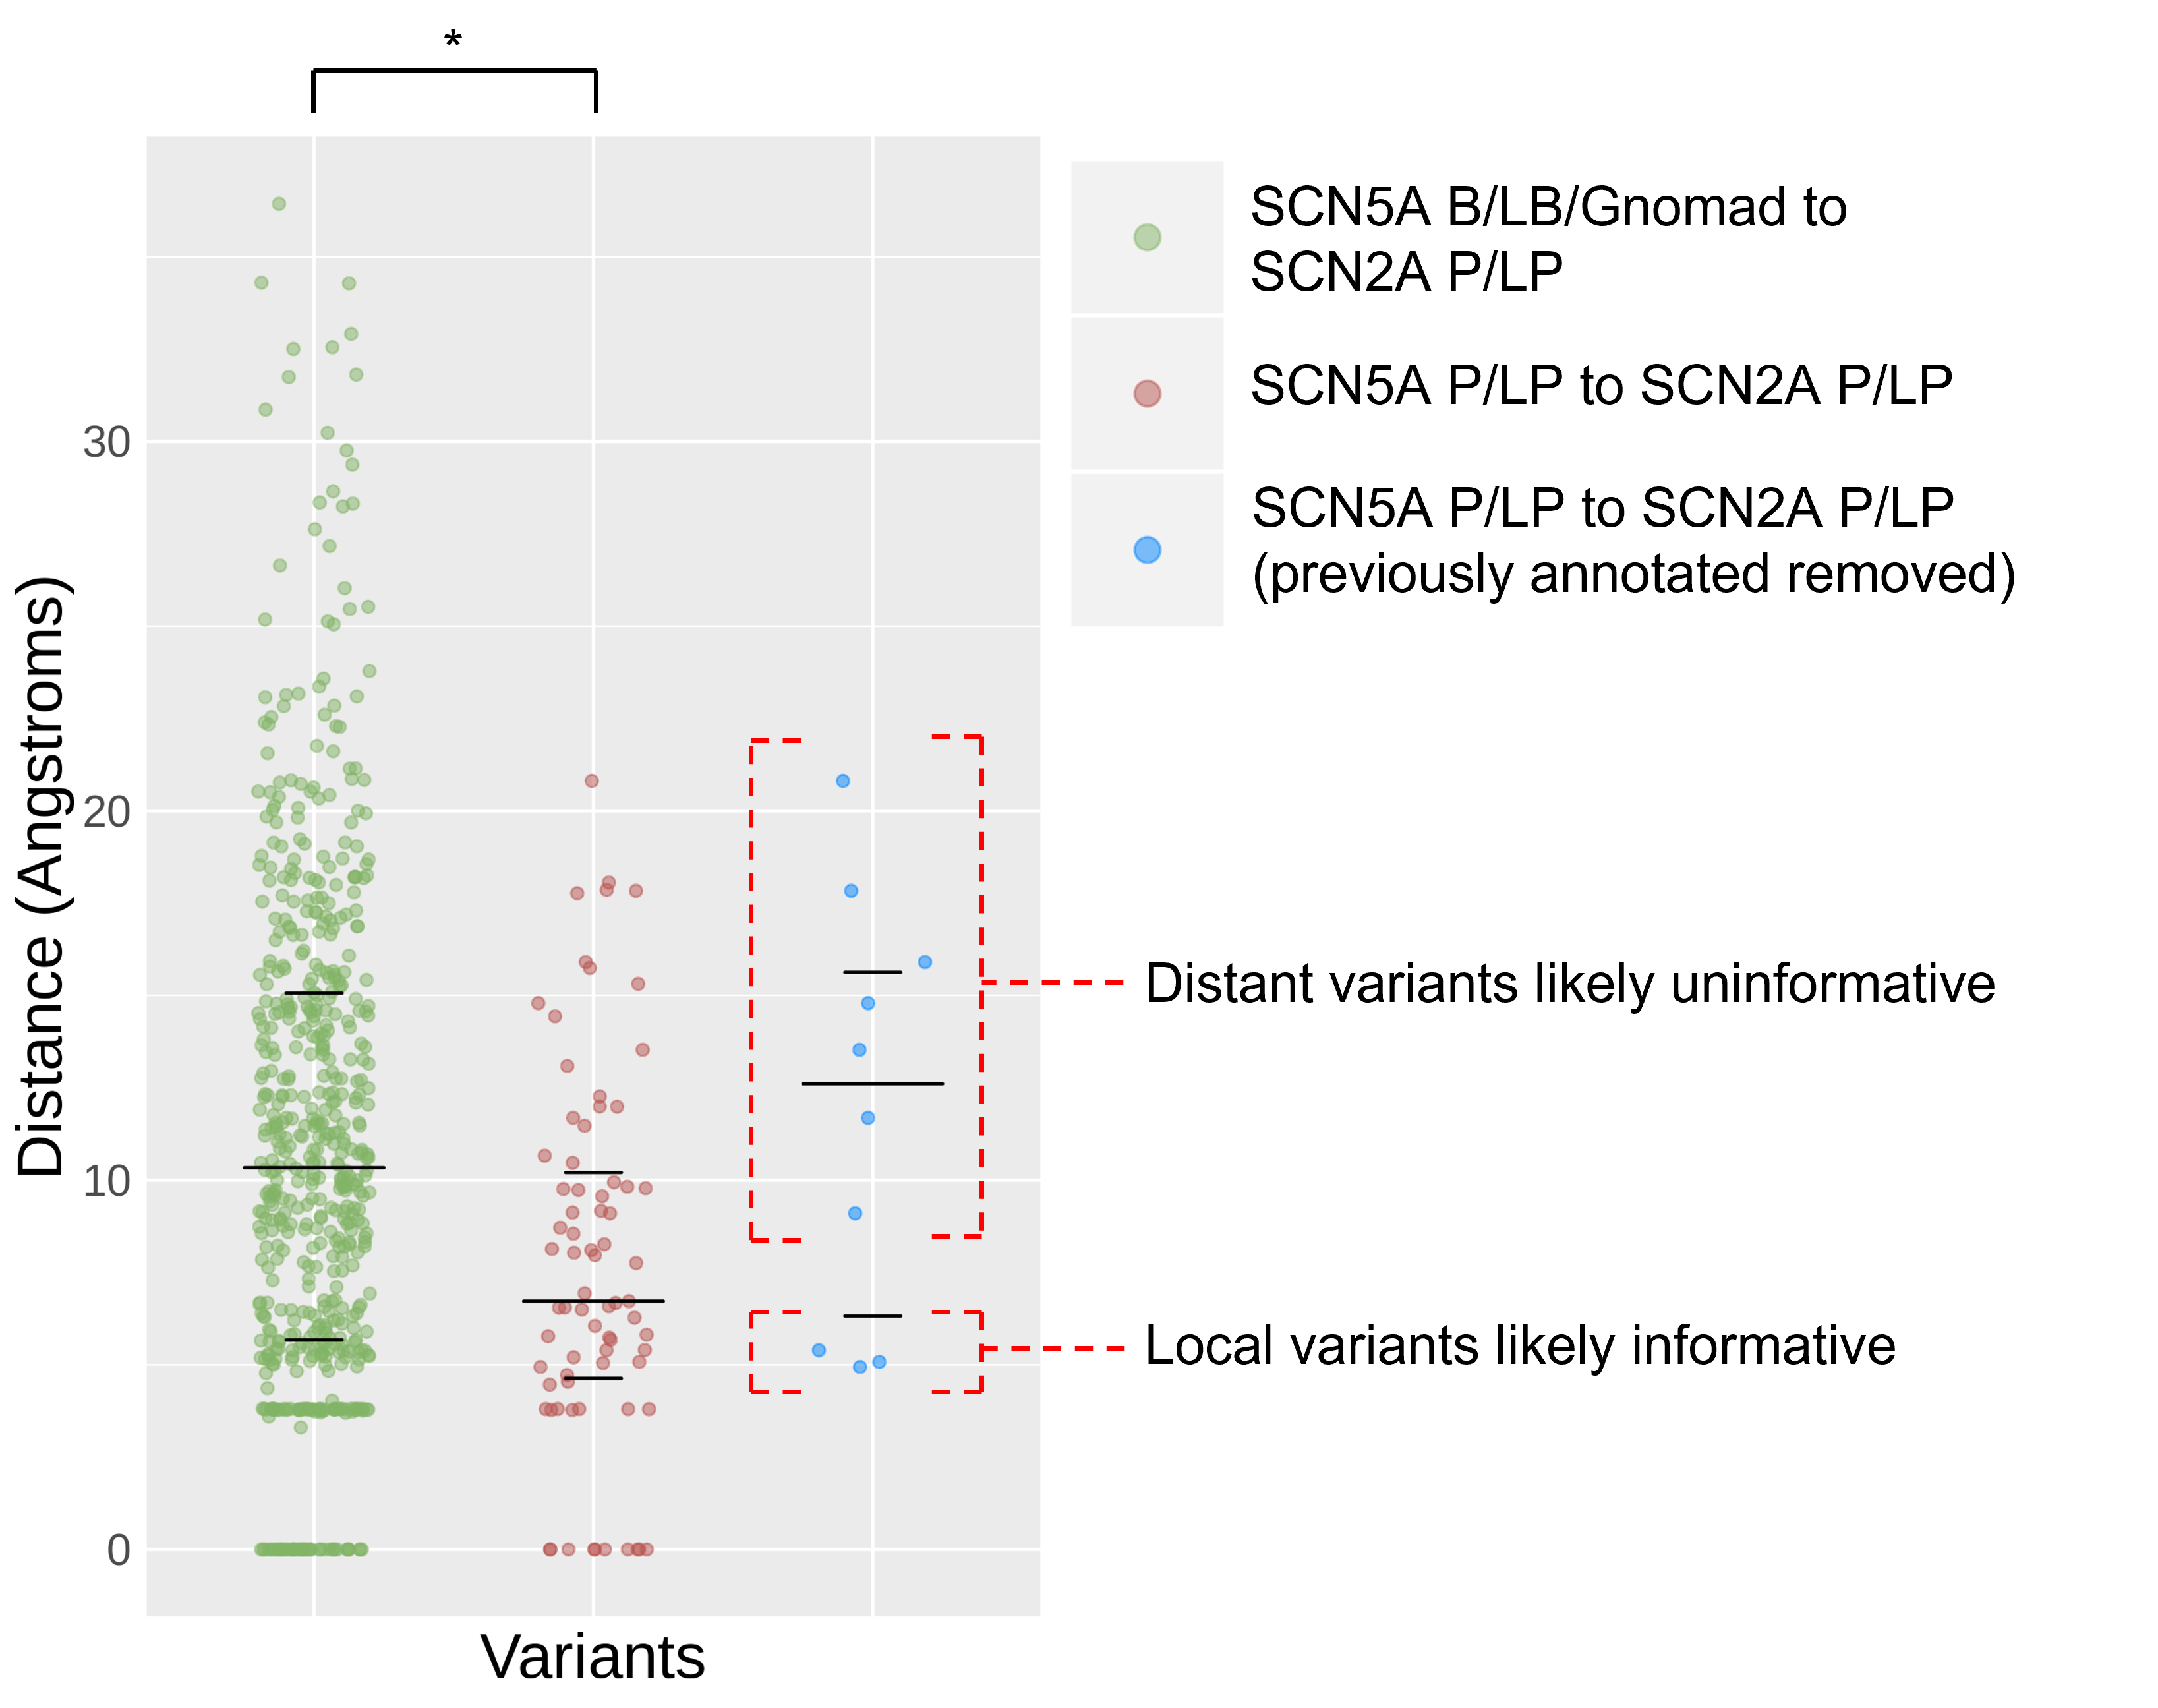 *
SCN5A B/LB/Gnomad to
SCN2A P/LP
SCN5A P/LP to SCN2A P/LP
SCN5A P/LP to SCN2A P/LP
(previously annotated removed)
Distance (Angstroms)
30
20
10
0
Distant variants likely uninformative
Local variants likely informative
Variants